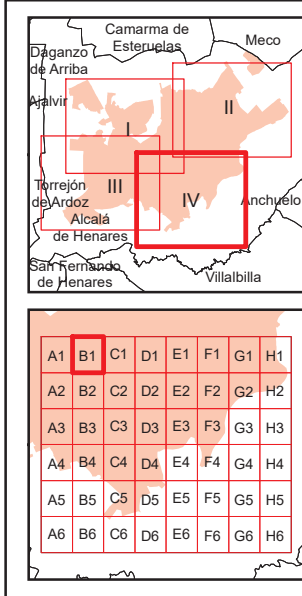 Camarma de
Esteruelas
Meco
Daganzo
de Arriba
Ajalvir
I
II
III
IV
Torrejón
de Ardoz
Anchuelo
Alcalá
de Henares
San Fernando
de Henares
Villalbilla
A1 B1 C1 D1 E1 F1 G1 H1
A2 B2 C2 D2 E2 F2 G2 H2
A3 B3 C3 D3 E3 F3 G3 H3
A4 B4 C4 D4 E4 F4 G4 H4
A5 B5 C5 D5 E5 F5 G5 H5
A6 B6 C6 D6 E6 F6 G6 H6